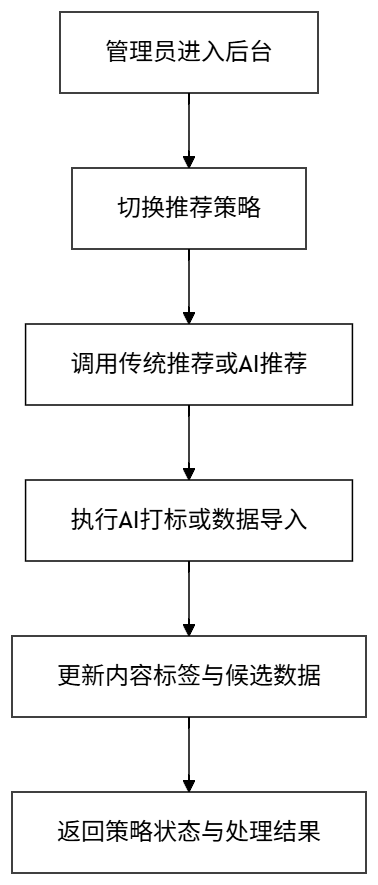 管理员进入后台
切换推荐策略
调用传统推荐或AI推荐
执行AI打标或数据导入
更新内容标签与候选数据
返回策略状态与处理结果